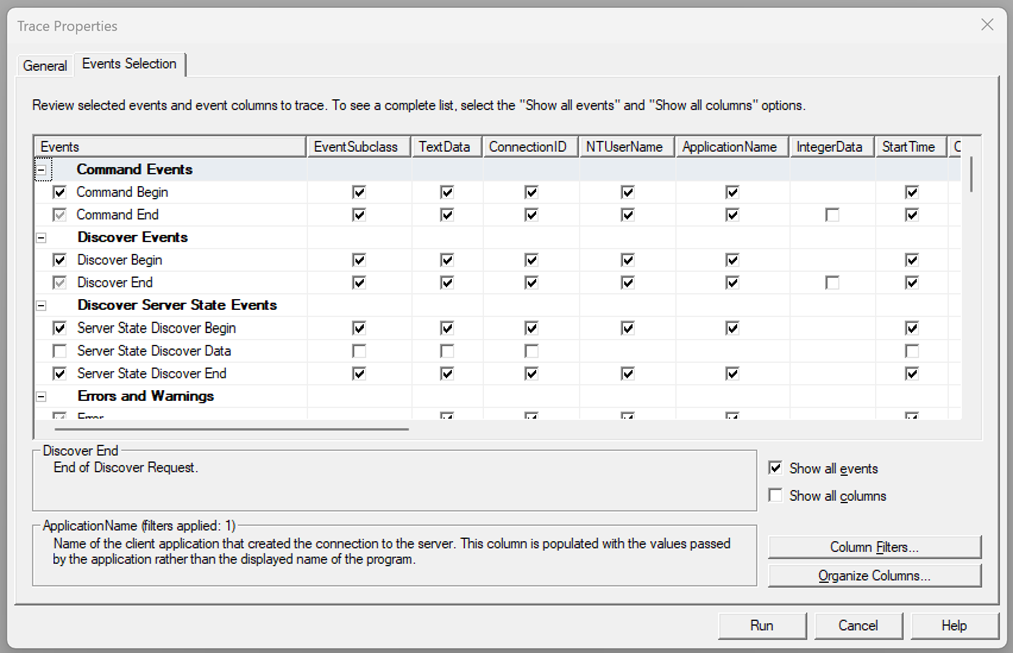 Trace Properties
General
Events Selection
Review selected events and event columns to trace. To see a complete list, select the "Show all events" and "Show all columns" options.
Events EventSubclass TextData ConnectionID NTUserName ApplicationName IntegerData StartTime C
Command Events
Command Begin
Command End
Discover Events
Discover Begin
Discover End
Discover Server State Events
Server State Discover Begin
Server State Discover Data
Server State Discover End
Errors and Warnings
Error
Discover End
End of Discover Request.
Show all events
Show all columns
ApplicationName (filters applied: 1)
Name of the client application that created the connection to the server. This column is populated with the values passed
by the application rather than the displayed name of the program.
Column Filters...
Organize Columns...
Run Cancel Help